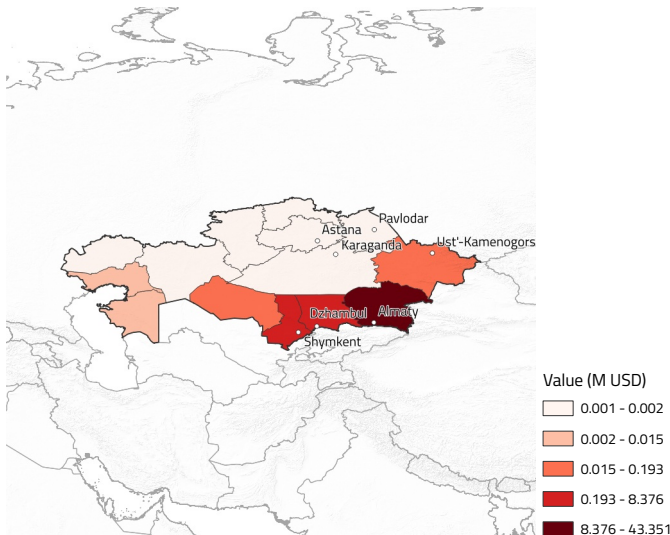 Pavlodar
Astana
Karaganda
Ust'-Kamenogors
Dzhambul
Almaty
Shymkent
Value (M USD)
0.001 - 0.002
0.002 - 0.015
0.015 - 0.193
0.193 - 8.376
8.376 - 43.351